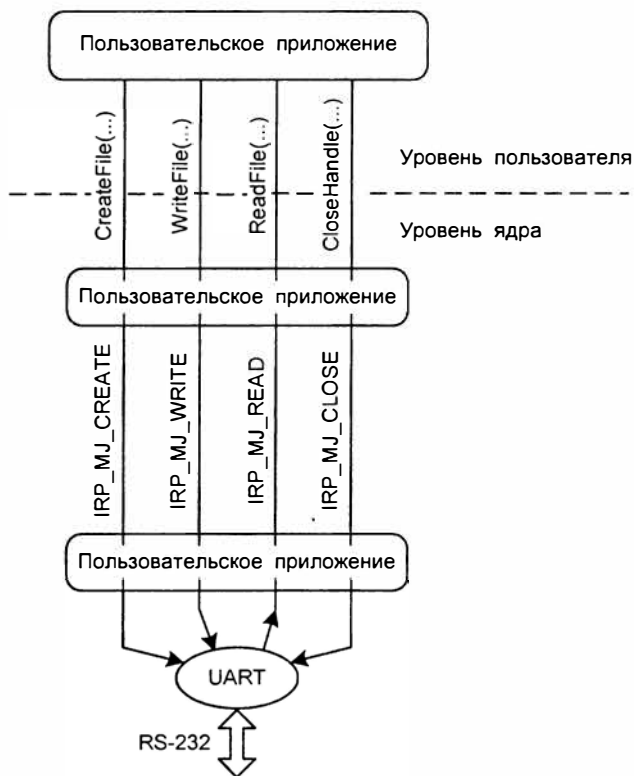 Пользовательское приложение
CreateFile(...)
WriteFile(...)
ReadFile(...)
CloseHandle(...)
Уровень пользователя
Уровень ядра
Пользовательское приложение
IRP_MJ_CREATE
IRP_MJ_WRITE
IRP_MJ_READ
IRP_MJ_CLOSE
Пользовательское приложение
UART
RS-232